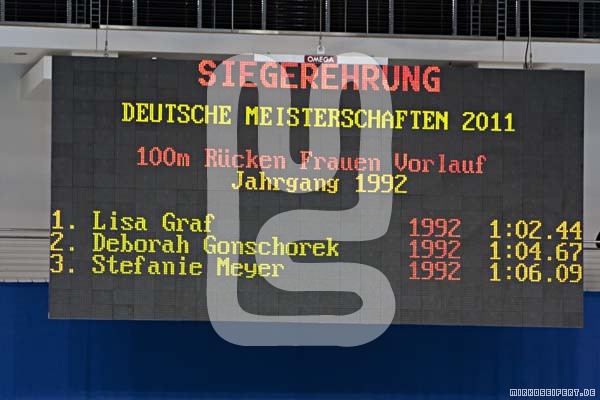 OMEGA
SIEGEREHRUNG
DEUTSCHE MEISTERSCHAFTEN 2011
100m Rücken Frauen Vorlauf
Jahrgang 1992
1. Lisa Graf 1992 1:02.44
2. Deborah Gonschorek 1992 1:04.67
3. Stefanie Meyer 1992 1:06.09
MIRKOSEIFERT.DE